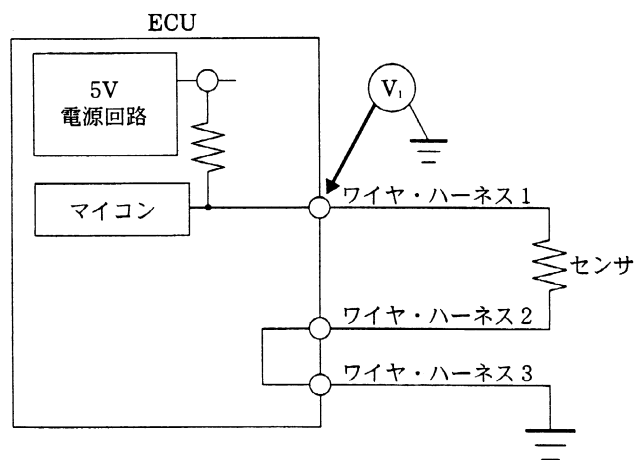 ECU
5V
電源回路
V₁
マイコン
ワイヤ・ハーネス1
センサ
ワイヤ・ハーネス2
ワイヤ・ハーネス3